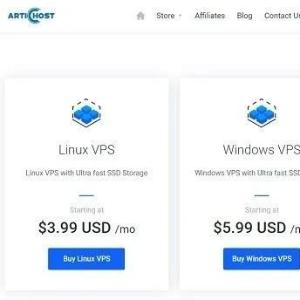 ARTICHOST
Store Affiliates Blog Contact U
Linux VPS
Linux VPS with Ultra fast SSD Storage
Starting at
$3.99 USD /mo
Buy Linux VPS
Windows VPS
Windows VPS with Ultra fast SSD
Starting at
$5.99 USD /m
Buy Windows VPS